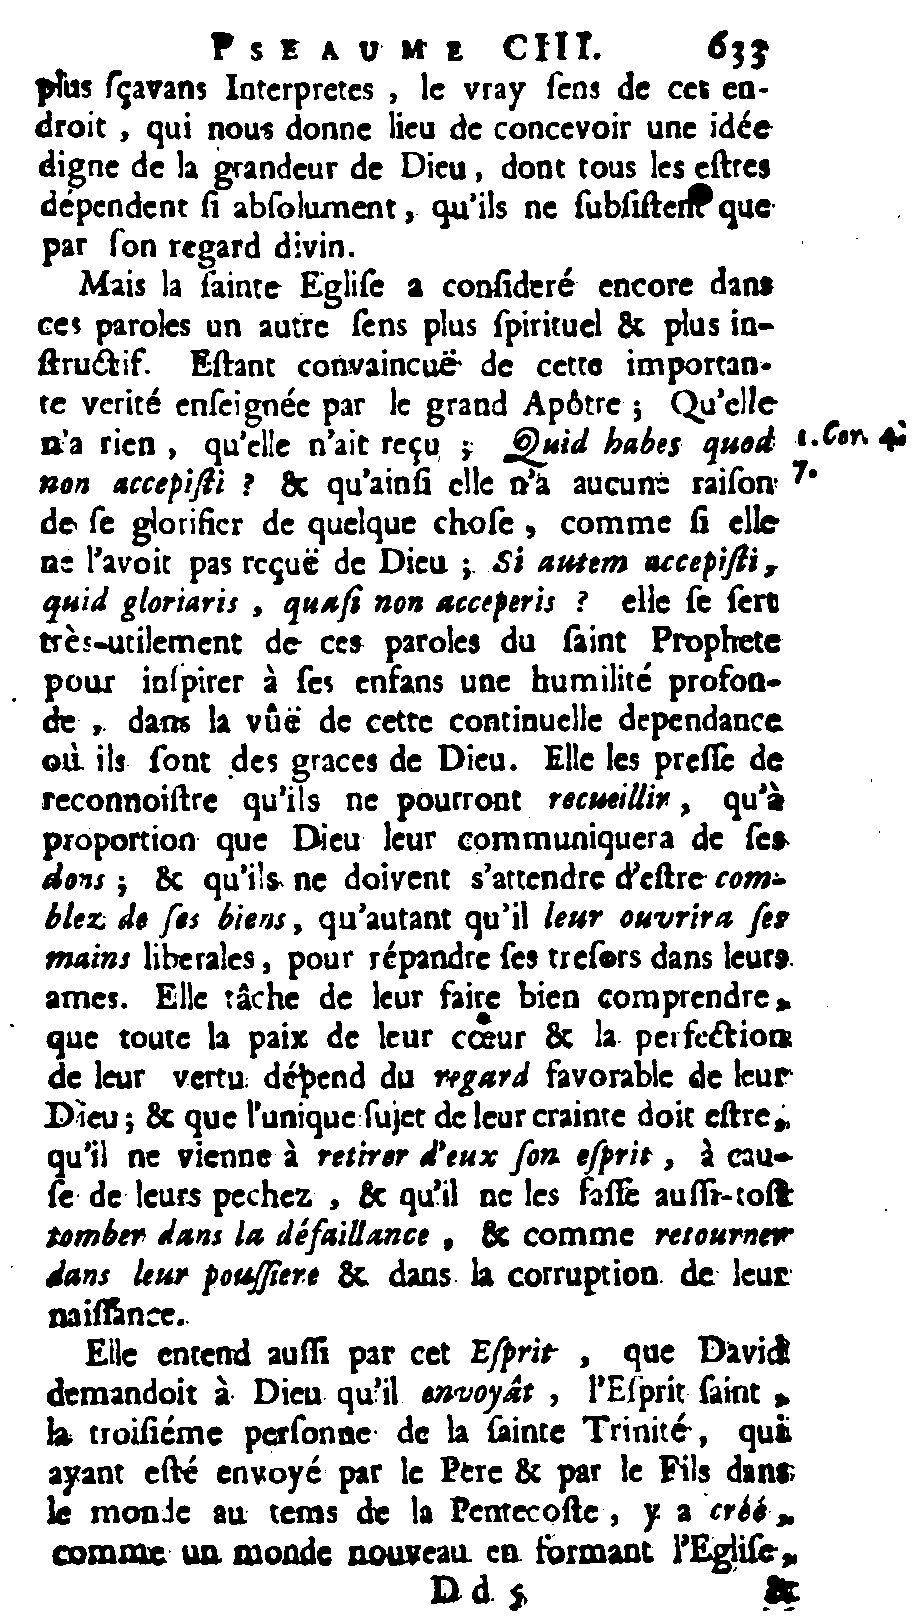 PSEAUME CIII. 633
plus ſçavans Interpretes, le vray ſens de cet en-
droit, qui nous donne lieu de concevoir une idée
digne de la grandeur de Dieu, dont tous les eſtres
dépendent ſi abſolument, qu'ils ne ſubſiſtent que
par ſon regard divin.
Mais la ſainte Egliſe a conſideré encore dans
ces paroles un autre ſens plus ſpirituel & plus in-
ſtructif. Eſtant convaincuë de cette importan-
te verité enſeignée par le grand Apôtre; Qu'elle
n'a rien, qu'elle n'ait reçu; Quid habes quod
1. Cor. 4.
non accepiſti? & qu'ainſi elle n'a aucune raiſon
7.
de ſe glorifier de quelque choſe, comme ſi elle
ne l'avoit pas reçuë de Dieu; Si autem accepiſti,
quid gloriaris, quaſi non acceperis? elle ſe ſert
très-utilement de ces paroles du ſaint Prophete
pour inſpirer à ſes enfans une humilité profon-
de, dans la vûë de cette continuelle dependance
où ils ſont des graces de Dieu. Elle les preſſe de
reconnoiſtre qu'ils ne pourront recueillir, qu'à
proportion que Dieu leur communiquera de ſes
dons; & qu'ils ne doivent s'attendre d'eſtre com-
blez de ſes biens, qu'autant qu'il leur ouvrira ſes
mains liberales, pour répandre ſes treſors dans leurs
ames. Elle tâche de leur faire bien comprendre,
que toute la paix de leur cœur & la perfection
de leur vertu dépend du regard favorable de leur
Dieu; & que l'unique ſujet de leur crainte doit eſtre,
qu'il ne vienne à retirer d'eux ſon eſprit, à cau-
ſe de leurs pechez, & qu'il ne les faſſe auſſi-toſt
tomber dans la défaillance, & comme retourner
dans leur pouſſiere & dans la corruption de leur
naiſſance.
Elle entend auſſi par cet Eſprit, que David
demandoit à Dieu qu'il envoyât, l'Eſprit ſaint,
la troiſiéme perſonne de la ſainte Trinité, qui
ayant eſté envoyé par le Pere & par le Fils dans
le monde au tems de la Pentecoſte, y a créé,
comme un monde nouveau en formant l'Egliſe,
D d 5 &